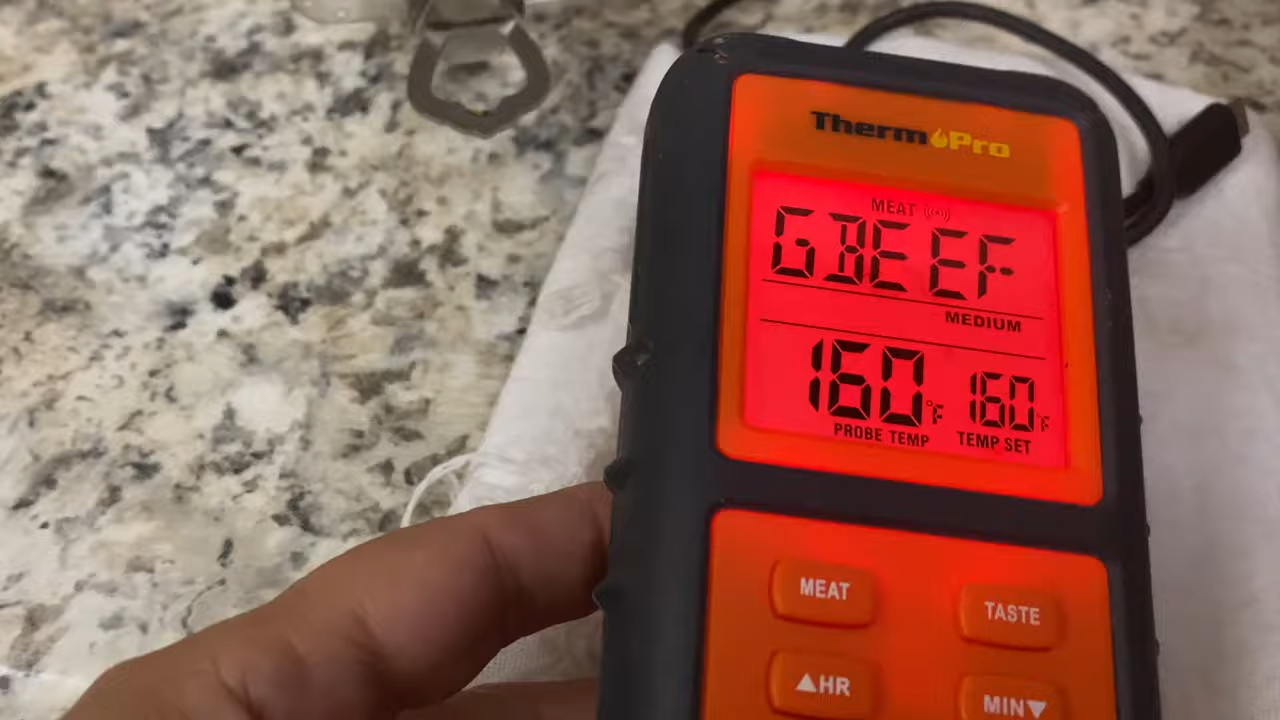 ThermoPro
MEAT
GBEEF
MEDIUM
160°F 160°F
PROBE TEMP TEMP SET
MEAT TASTE
▲HR MIN▼